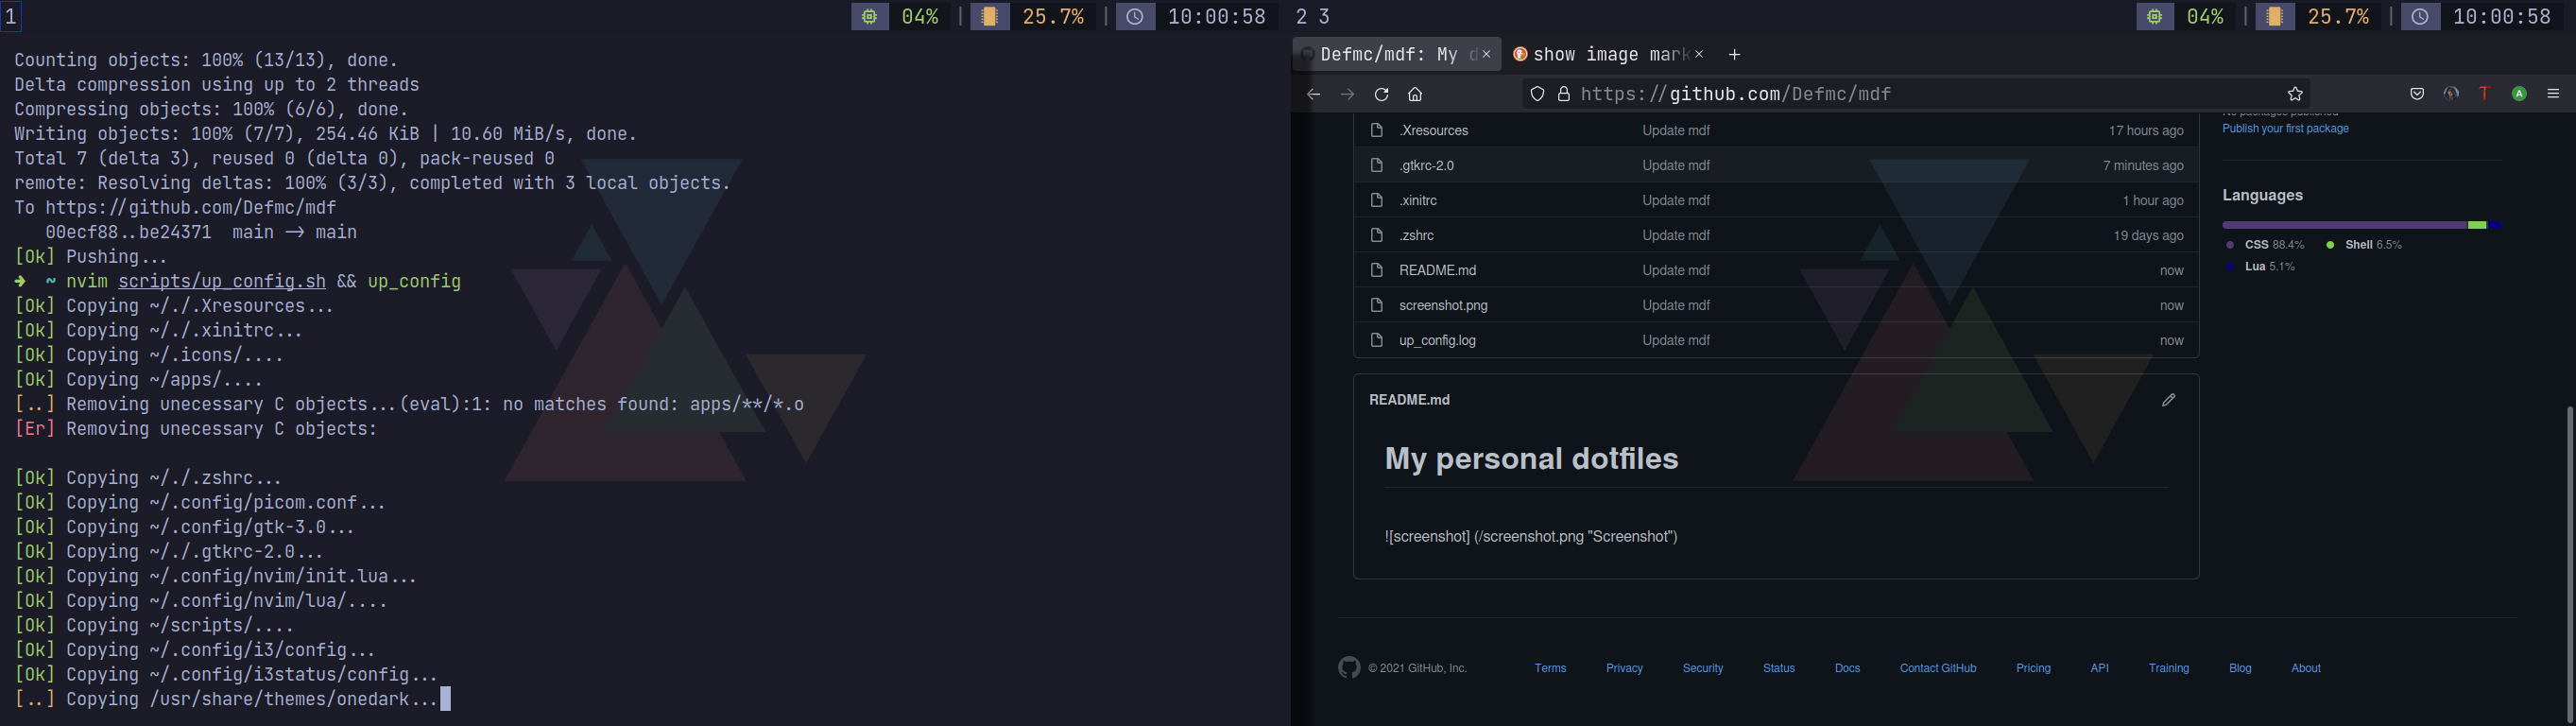 1
04% | 25.7% | 10:00:58
Counting objects: 100% (13/13), done.
Delta compression using up to 2 threads
Compressing objects: 100% (6/6), done.
Writing objects: 100% (7/7), 254.46 KiB | 10.60 MiB/s, done.
Total 7 (delta 3), reused 0 (delta 0), pack-reused 0
remote: Resolving deltas: 100% (3/3), completed with 3 local objects.
To https://github.com/Defmc/mdf
00ecf88..be24371 main -> main
[Ok] Pushing...
➜ ~ nvim scripts/up_config.sh && up_config
[Ok] Copying ~/./.Xresources...
[Ok] Copying ~/./.xinitrc...
[Ok] Copying ~/.icons/....
[Ok] Copying ~/apps/....
[..] Removing unecessary C objects...(eval):1: no matches found: apps/**/*.o
[Er] Removing unecessary C objects:
[Ok] Copying ~/./.zshrc...
[Ok] Copying ~/.config/picom.conf...
[Ok] Copying ~/.config/gtk-3.0...
[Ok] Copying ~/./.gtkrc-2.0...
[Ok] Copying ~/.config/nvim/init.lua...
[Ok] Copying ~/.config/nvim/lua/....
[Ok] Copying ~/scripts/....
[Ok] Copying ~/.config/i3/config...
[Ok] Copying ~/.config/i3status/config...
[..] Copying /usr/share/themes/onedark...
2 3
04% | 25.7% | 10:00:58
Defmc/mdf: My d
show image mark
https://github.com/Defmc/mdf
A
.Xresources Update mdf 17 hours ago
.gtkrc-2.0 Update mdf 7 minutes ago
.xinitrc Update mdf 1 hour ago
.zshrc Update mdf 19 days ago
README.md Update mdf now
screenshot.png Update mdf now
up_config.log Update mdf now
No packages published
Publish your first package
Languages
CSS 88.4% Shell 6.5%
Lua 5.1%
README.md
My personal dotfiles
![screenshot] (/screenshot.png "Screenshot")
© 2021 GitHub, Inc. Terms Privacy Security Status Docs Contact GitHub Pricing API Training Blog About